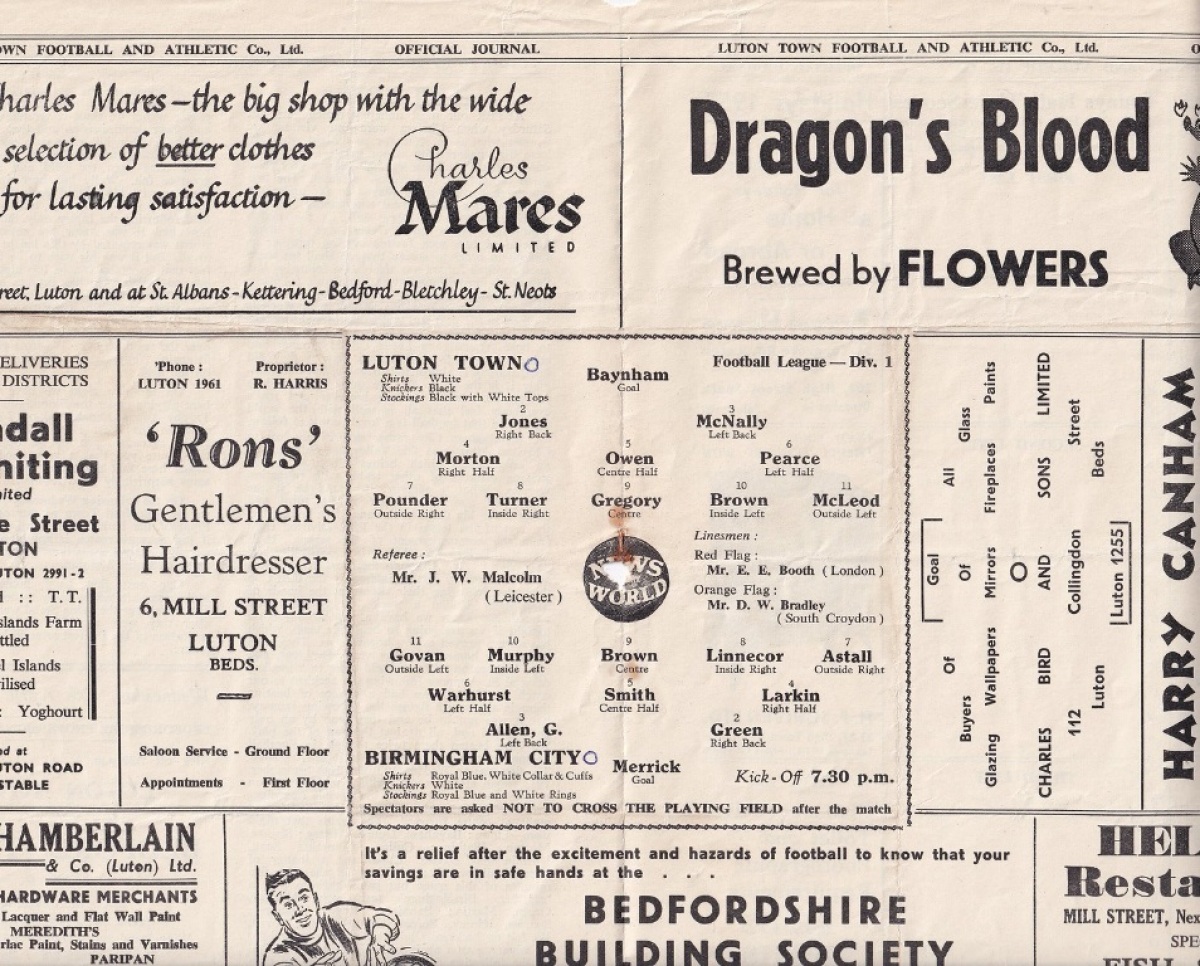 OWN FOOTBALL AND ATHLETIC Co., Ltd. OFFICIAL JOURNAL
LUTON TOWN FOOTBALL AND ATHLETIC Co., Ltd.
harles Mares—the big shop with the wide
selection of better clothes
for lasting satisfaction —
Charles
Mares
LIMITED
reet, Luton and at St. Albans - Kettering - Bedford - Bletchley - St. Neots
Dragon's Blood
Brewed by FLOWERS
ELIVERIES
DISTRICTS
dall
hiting
ited
e Street
TON
UTON 2991-2
:: T.T.
slands Farm
ttled
l Islands
rilised
: Yoghourt
ed at
UTON ROAD
STABLE
'Phone :
LUTON 1961
Proprietor :
R. HARRIS
'Rons'
Gentlemen's
Hairdresser
6, MILL STREET
LUTON
BEDS.
Saloon Service - Ground Floor
Appointments - First Floor
LUTON TOWN
Football League — Div. 1
Shirts White
Knickers Black
Stockings Black with White Tops
Baynham
Goal
2 3
Jones McNally
Right Back Left Back
4 5 6
Morton Owen Pearce
Right Half Centre Half Left Half
7 8 9 10 11
Pounder Turner Gregory Brown McLeod
Outside Right Inside Right Centre Inside Left Outside Left
Referee :
Mr. J. W. Malcolm
( Leicester )
NEWS
WORLD
Linesmen :
Red Flag :
Mr. E. E. Booth ( London )
Orange Flag :
Mr. D. W. Bradley
( South Croydon )
11 10 9 8 7
Govan Murphy Brown Linnecor Astall
Outside Left Inside Left Centre Inside Right Outside Right
6 5 4
Warhurst Smith Larkin
Left Half Centre Half Right Half
3 2
Allen, G. Green
Left Back Right Back
BIRMINGHAM CITY
Merrick
Goal
Kick-Off 7.30 p.m.
Shirts Royal Blue, White Collar & Cuffs
Knickers White
Stockings Royal Blue and White Rings
Spectators are asked NOT TO CROSS THE PLAYING FIELD after the match
Goal
Buyers Of All Glass
Glazing Wallpapers Of Mirrors Fireplaces Paints
O
CHARLES BIRD AND SONS LIMITED
112 Collingdon Street
Luton Beds
Luton 1255
HARRY CANHAM
HAMBERLAIN
& Co. (Luton) Ltd.
HARDWARE MERCHANTS
Lacquer and Flat Wall Paint
MEREDITH'S
rlac Paint, Stains and Varnishes
PARIPAN
It's a relief after the excitement and hazards of football to know that your
savings are in safe hands at the . . .
BEDFORDSHIRE
BUILDING SOCIETY
HEL
Resta
MILL STREET, Nex
SPE
FISH